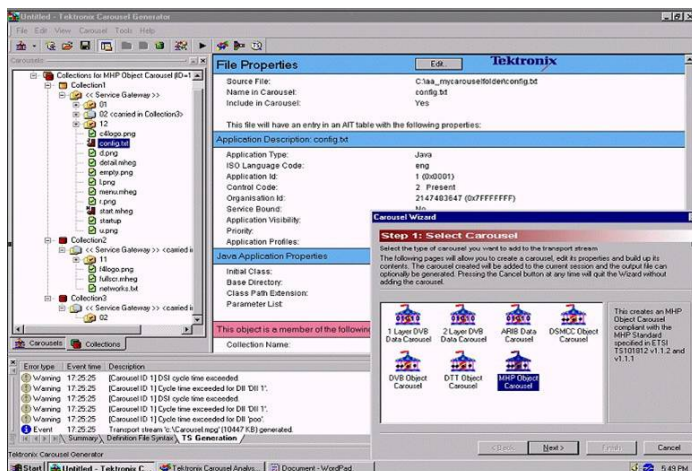 Untitled - Tektronix Carousel Generator
File Edit View Carousel Tools Help
Carousels
Collections for MHP Object Carousel (ID=1
Collection1
<< Service Gateway >>
01
02 <carried in Collection3>
12
c4logo.png
config.txt
d.png
detail.mheg
empty.png
l.png
menu.mheg
r.png
start.mheg
startup
u.png
Collection2
<< Service Gateway >> <carried in
11
f4logo.png
fullscr.mheg
networks.txt
Collection3
<< Service Gateway >> <carried in
02
Carousels Collections
File Properties Edit.. Tektronix
Source File: C:\aa_mycarouselfolder\config.txt
Name in Carousel: config.txt
Include in Carousel: Yes
This file will have an entry in an AIT table with the following properties:
Application Description: config.txt
Application Type: Java
ISO Language Code: eng
Application Id: 1 (0x0001)
Control Code: 2 Present
Organisation Id: 2147483647 (0x7FFFFFFF)
Service Bound: No
Application Visibility:
Priority:
Application Profiles:
Java Application Properties
Initial Class:
Base Directory:
Class Path Extension:
Parameter List:
This object is a member of the following
Collection Name:
Carousel Wizard
Step 1: Select Carousel
Select the type of carousel you want to add to the transport stream
The following pages will allow you to create a carousel, edit its properties and build up its
contents. The carousel created will be added to the current session and the output file can
optionally be generated. Pressing the Cancel button at any time will quit the Wizard without
adding the carousel.
1 Layer DVB Data Carousel
2 Layer DVB Data Carousel
ARIB Data Carousel
DSMCC Object Carousel
DVB Object Carousel
DTT Object Carousel
MHP Object Carousel
This creates an MHP
Object Carousel
compliant with the
MHP Standard
specified in ETSI
TS101812 v1.1.2 and
v1.1.1
< Back Next > Finish Cancel
Error type Event time Description
Warning 17:25:25 [Carousel ID 1] DSI cycle time exceeded.
Warning 17:25:25 [Carousel ID 1] DSI cycle time exceeded for DII 'DII 1'.
Warning 17:25:25 [Carousel ID 1] DSI cycle time exceeded.
Warning 17:25:25 [Carousel ID 1] DSI cycle time exceeded for DII 'DII 1'.
Warning 17:25:25 [Carousel ID 1] DSI cycle time exceeded for DII 'poo'.
Event 17:25:25 Transport stream 'c:\Carousel.mpg' (10447 KB) generated.
Summary Definition File Syntax TS Generation
Tektronix Carousel Generator
Start Untitled - Tektronix C... Tektronix Carousel Analys... Document - WordPad 5:49 PM